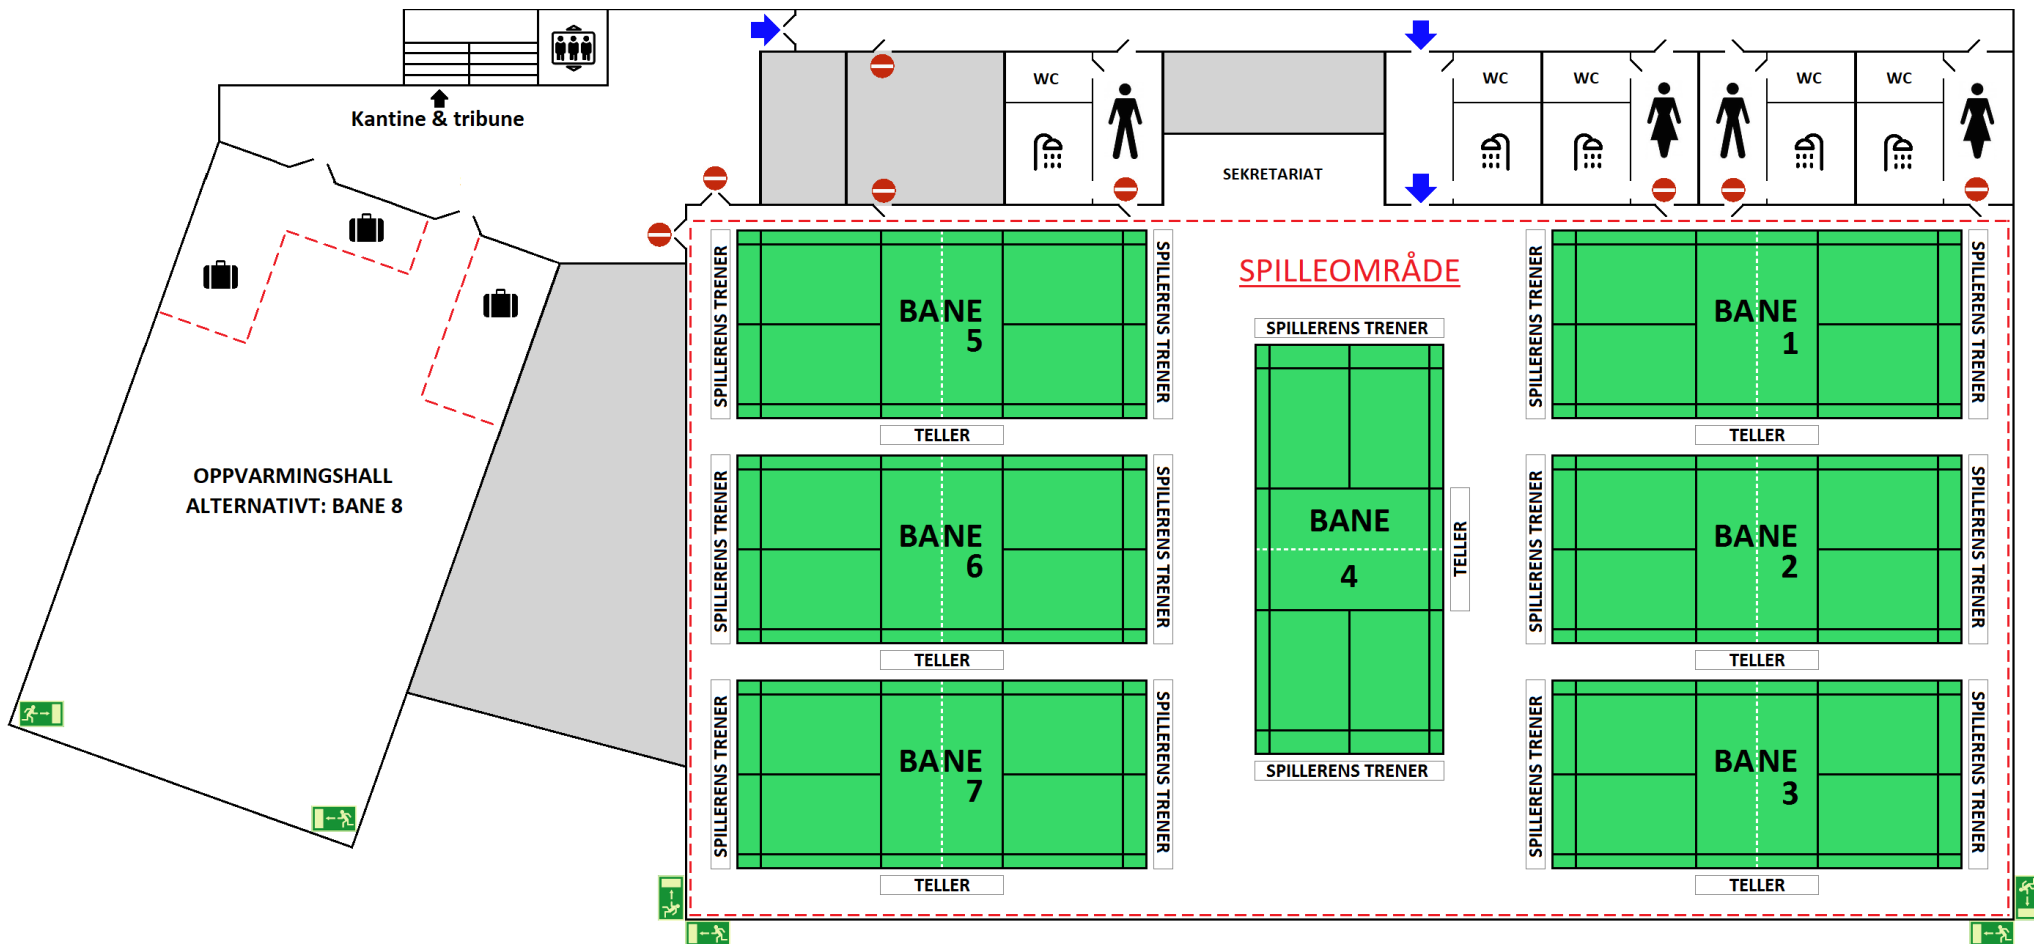 Kantine & tribune
WC
WC
WC
WC
WC
SEKRETARIAT
OPPVARMINGSHALL
ALTERNATIVT: BANE 8
SPILLEOMRÅDE
SPILLERENS TRENER
BANE
5
SPILLERENS TRENER
TELLER
SPILLERENS TRENER
BANE
6
SPILLERENS TRENER
TELLER
SPILLERENS TRENER
BANE
7
SPILLERENS TRENER
TELLER
SPILLERENS TRENER
BANE
4
TELLER
SPILLERENS TRENER
SPILLERENS TRENER
BANE
1
SPILLERENS TRENER
TELLER
SPILLERENS TRENER
BANE
2
SPILLERENS TRENER
TELLER
SPILLERENS TRENER
BANE
3
SPILLERENS TRENER
TELLER